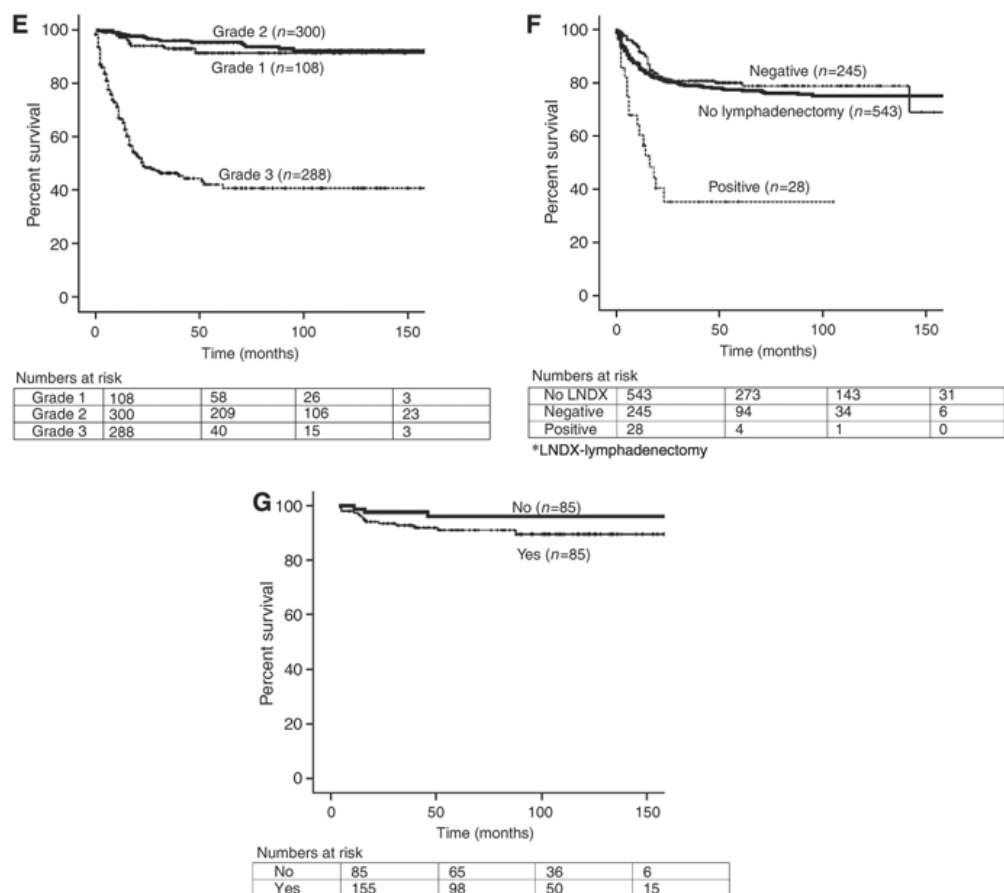 E
100
80
60
40
20
0
Percent survival
Grade 2 (n=300)
Grade 1 (n=108)
Grade 3 (n=288)
0 50 100 150
Time (months)
Numbers at risk
Grade 1 108 58 26 3
Grade 2 300 209 106 23
Grade 3 288 40 15 3
F
100
80
60
40
20
0
Percent survival
Negative (n=245)
No lymphadenectomy (n=543)
Positive (n=28)
0 50 100 150
Time (months)
Numbers at risk
No LNDX 543 273 143 31
Negative 245 94 34 6
Positive 28 4 1 0
*LNDX-lymphadenectomy
G
100
80
60
40
20
0
Percent survival
No (n=85)
Yes (n=85)
0 50 100 150
Time (months)
Numbers at risk
No 85 65 36 6
Yes 155 98 50 15